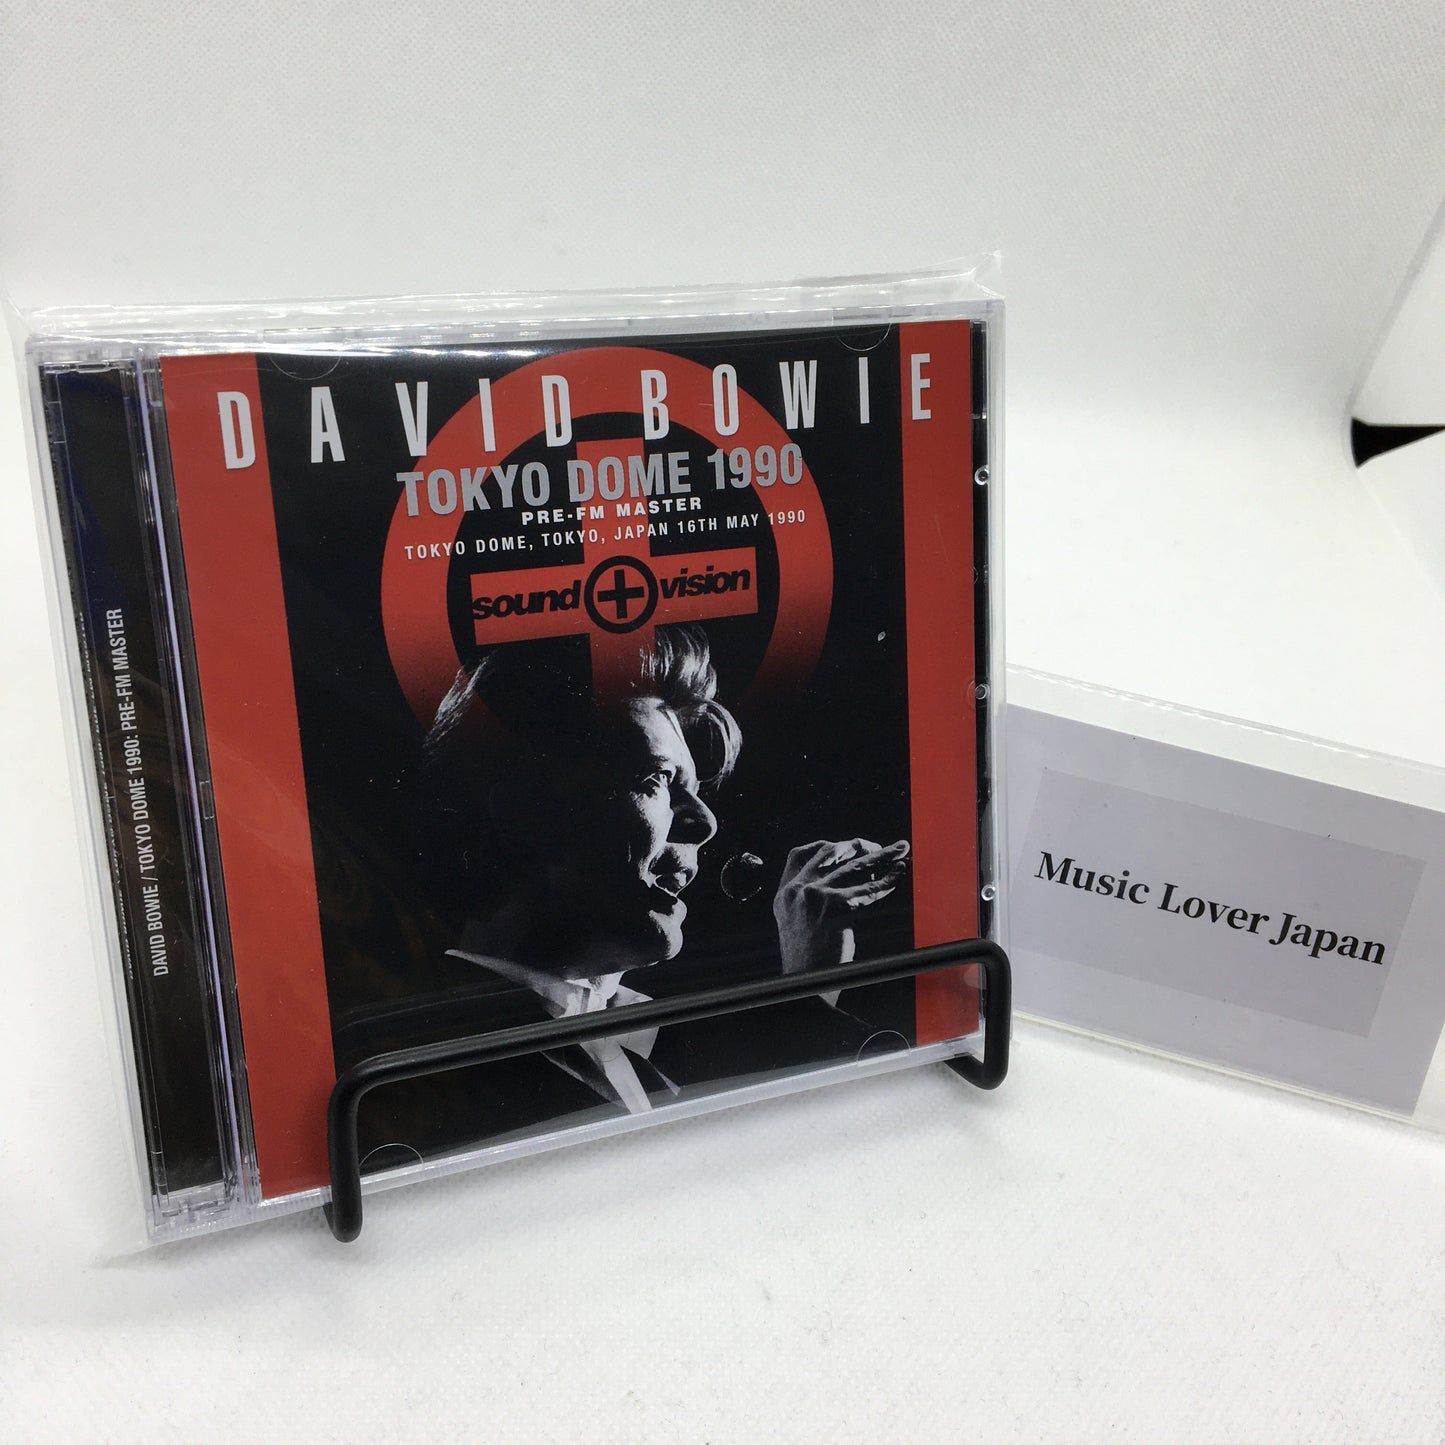 DAVID BOWIE
TOKYO DOME 1990
PRE-FM MASTER
TOKYO DOME, TOKYO, JAPAN 16TH MAY 1990
sound vision
DAVID BOWIE / TOKYO DOME 1990: PRE-FM MASTER
Music Lover Japan